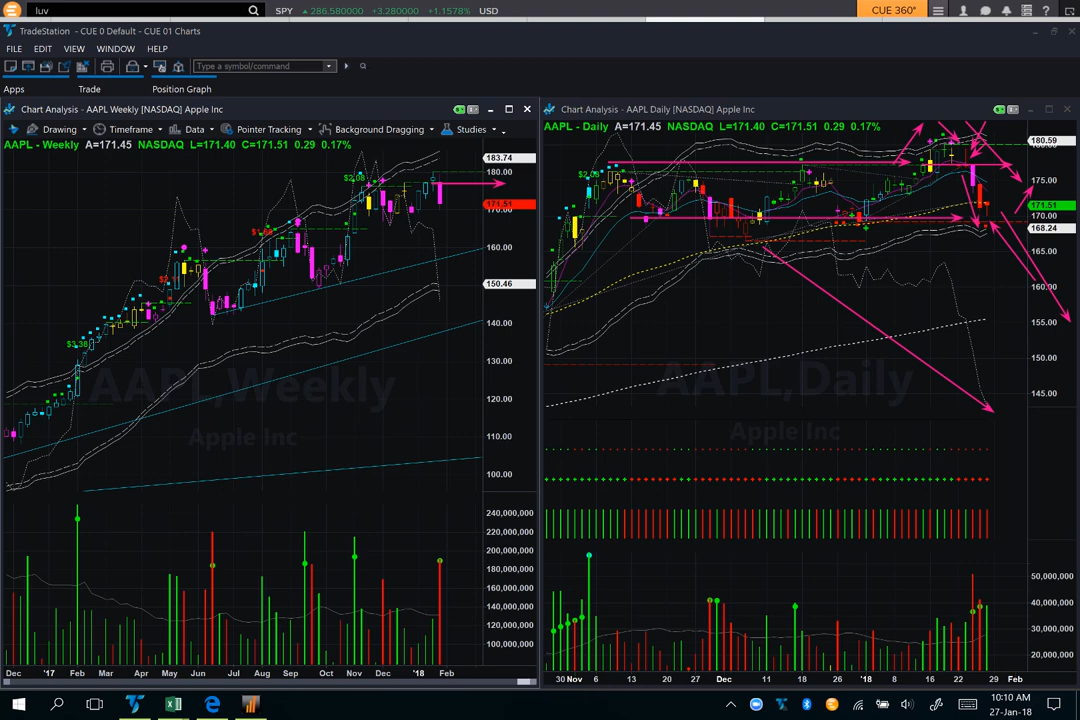 luv
SPY 286.580000 +3.280000 +1.1578% USD
CUE 360°
TradeStation - CUE 0 Default - CUE 01 Charts
FILE EDIT VIEW WINDOW HELP
Type a symbol/command
Apps Trade Position Graph
Chart Analysis - AAPL Weekly [NASDAQ] Apple Inc
Drawing Timeframe Data Pointer Tracking Background Dragging Studies
AAPL - Weekly A=171.45 NASDAQ L=171.40 C=171.51 0.29 0.17%
183.74
180.00
171.51
170.00
160.00
150.46
140.00
130.00
120.00
110.00
100.00
$2.08
$3.38
AAPL,Weekly
Apple Inc
240,000,000
220,000,000
200,000,000
180,000,000
160,000,000
140,000,000
120,000,000
100,000,000
Dec '17 Feb Mar Apr May Jun Jul Aug Sep Oct Nov Dec '18 Feb
Chart Analysis - AAPL Daily [NASDAQ] Apple Inc
AAPL - Daily A=171.45 NASDAQ L=171.40 C=171.51 0.29 0.17%
180.59
175.00
171.51
170.00
168.24
165.00
160.00
155.00
150.00
145.00
AAPL,Daily
Apple Inc
50,000,000
40,000,000
30,000,000
20,000,000
30 Nov 6 13 20 27 Dec 11 18 26 '18 8 16 22 29 Feb
10:10 AM
27-Jan-18